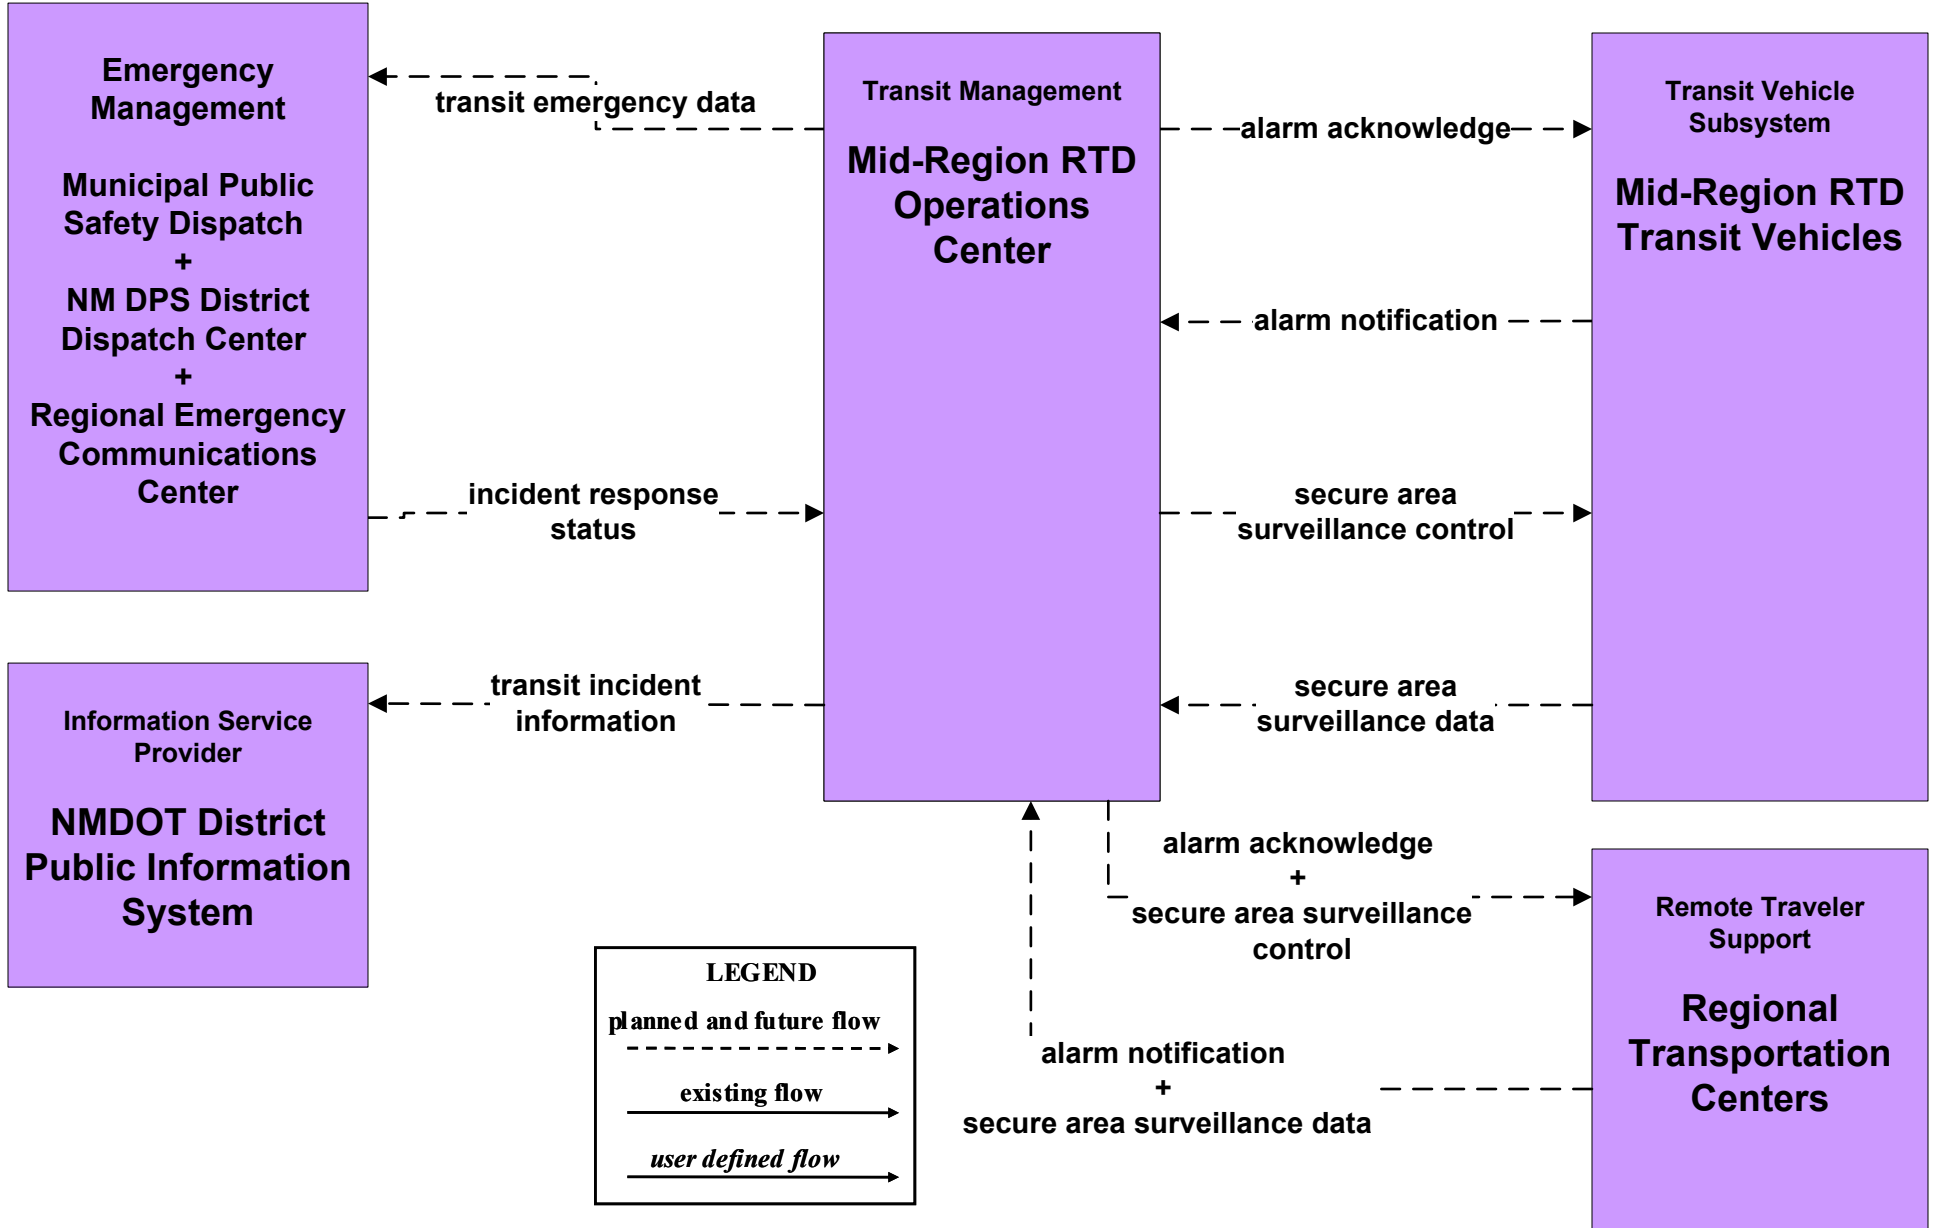 Emergency
Management
Municipal Public
Safety Dispatch
+
NM DPS District
Dispatch Center
+
Regional Emergency
Communications
Center
transit emergency data
incident response
status
Transit Management
Mid-Region RTD
Operations
Center
alarm acknowledge
alarm notification
secure area
surveillance control
secure area
surveillance data
Transit Vehicle
Subsystem
Mid-Region RTD
Transit Vehicles
Information Service
Provider
NMDOT District
Public Information
System
transit incident
information
alarm acknowledge
+
secure area surveillance
control
alarm notification
+
secure area surveillance data
Remote Traveler
Support
Regional
Transportation
Centers
LEGEND
planned and future flow
existing flow
user defined flow